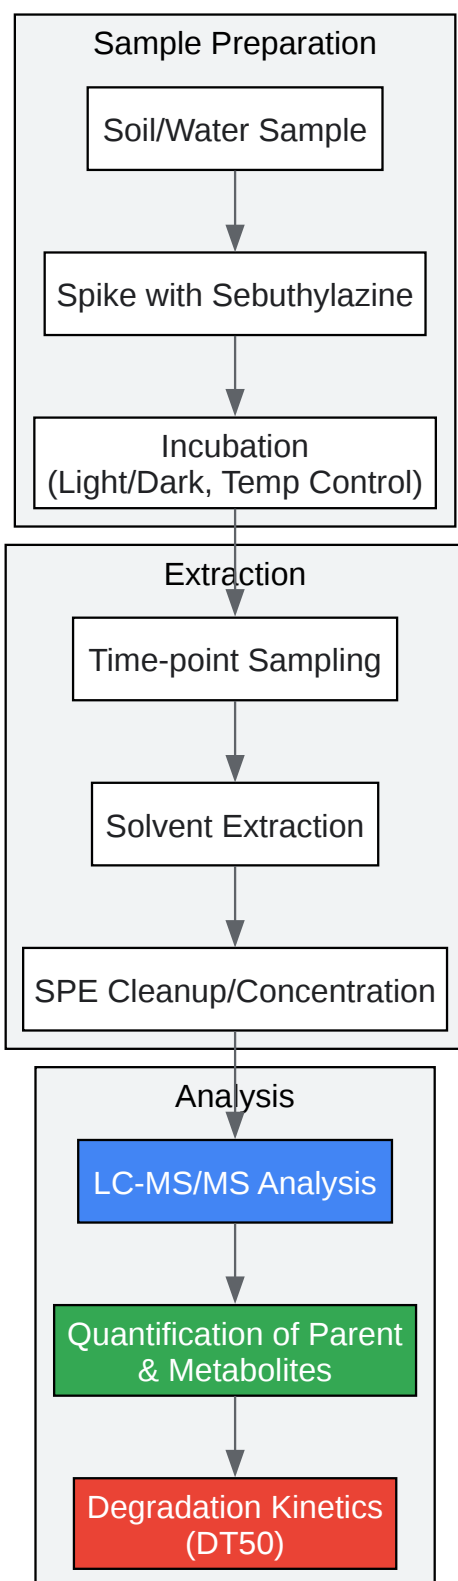 Sample Preparation
Soil/Water Sample
Spike with Sebuthylazine
Incubation
(Light/Dark, Temp Control)
Extraction
Time-point Sampling
Solvent Extraction
SPE Cleanup/Concentration
Analysis
LC-MS/MS Analysis
Quantification of Parent
& Metabolites
Degradation Kinetics
(DT50)